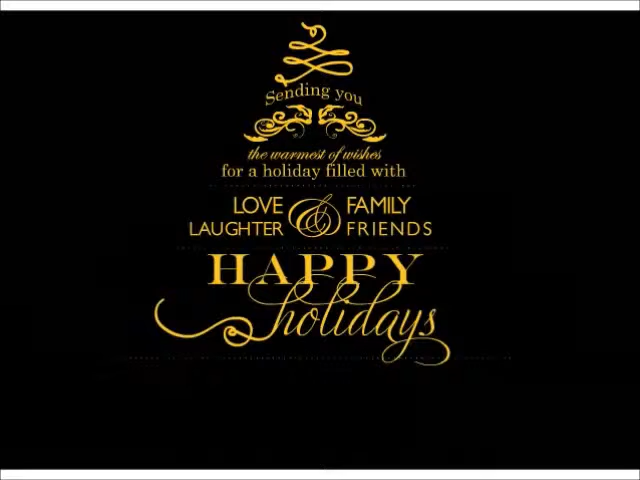 Sending you
the warmest of wishes
for a holiday filled with
LOVE & FAMILY
LAUGHTER FRIENDS
HAPPY
holidays